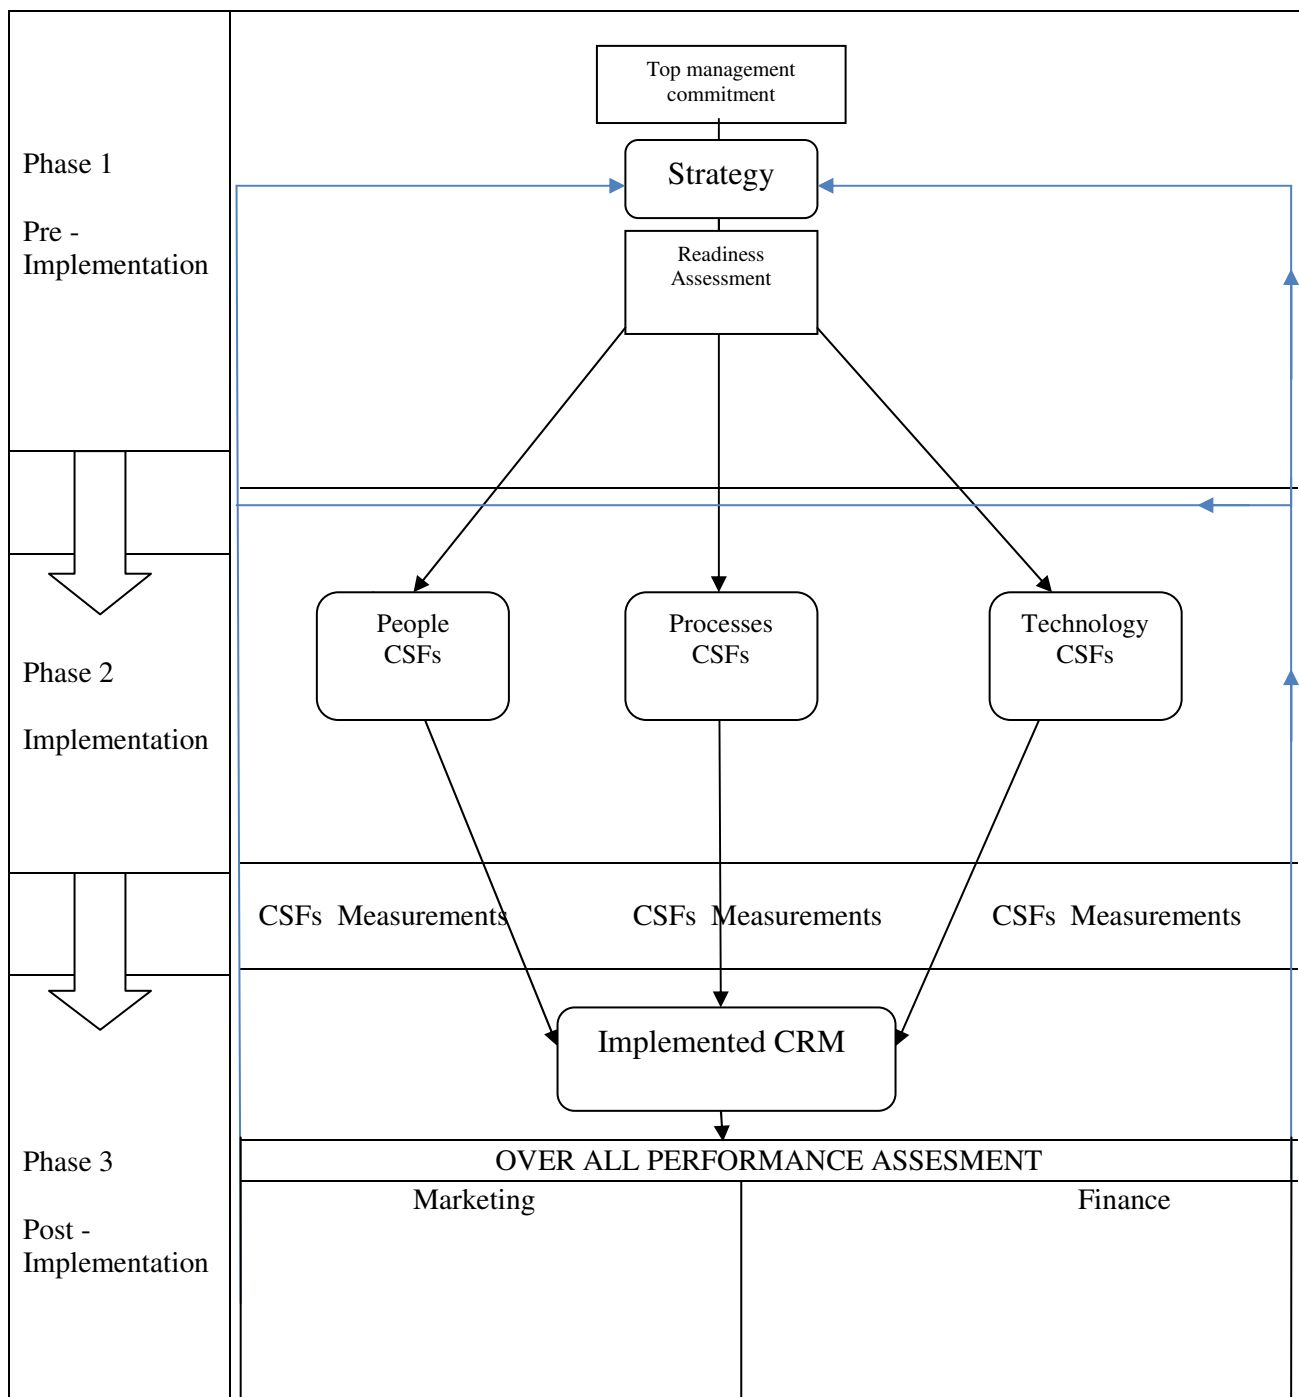 Top management
commitment
Phase 1
Strategy
Pre -
Implementation
Readiness
Assessment
People
CSFs
Processes
CSFs
Technology
CSFs
Phase 2
Implementation
CSFs Measurements
CSFs Measurements
CSFs Measurements
Implemented CRM
Phase 3
OVER ALL PERFORMANCE ASSESMENT
Marketing
Finance
Post -
Implementation